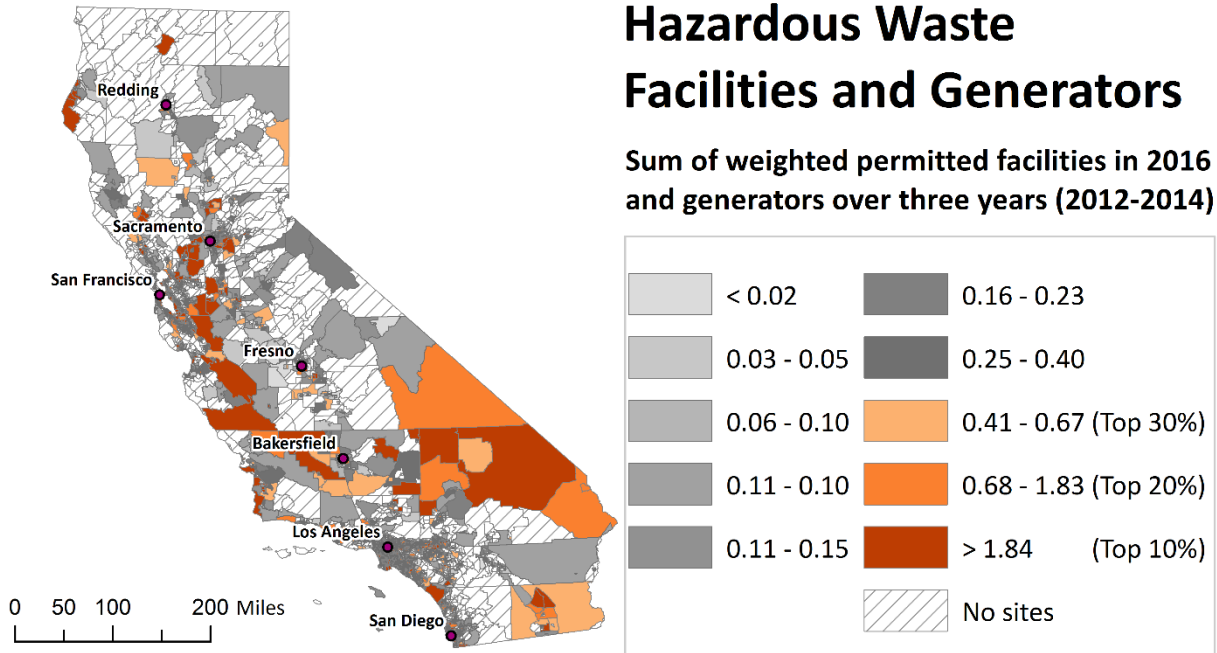 Hazardous Waste
Facilities and Generators
Sum of weighted permitted facilities in 2016
and generators over three years (2012-2014)
Redding
Sacramento
San Francisco
Fresno
Bakersfield
Los Angeles
San Diego
0 50 100 200 Miles
< 0.02
0.03 - 0.05
0.06 - 0.10
0.11 - 0.10
0.11 - 0.15
0.16 - 0.23
0.25 - 0.40
0.41 - 0.67 (Top 30%)
0.68 - 1.83 (Top 20%)
> 1.84 (Top 10%)
No sites